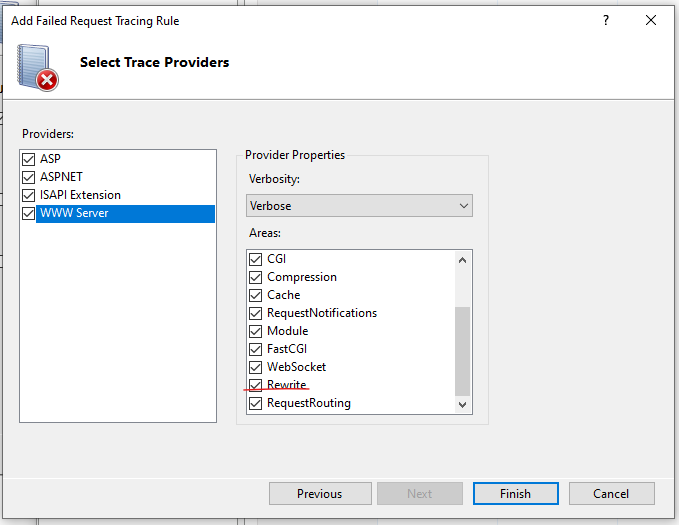 Add Failed Request Tracing Rule
?
Select Trace Providers
Providers:
ASP
ASPNET
ISAPI Extension
WWW Server
Provider Properties
Verbosity:
Verbose
Areas:
CGI
Compression
Cache
RequestNotifications
Module
FastCGI
WebSocket
Rewrite
RequestRouting
Previous
Next
Finish
Cancel